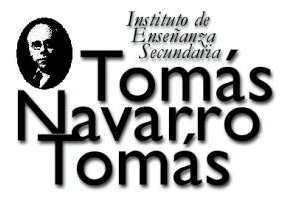 Instituto de
Enseñanza
Secundaria
Tomás
Navarro
Tomás